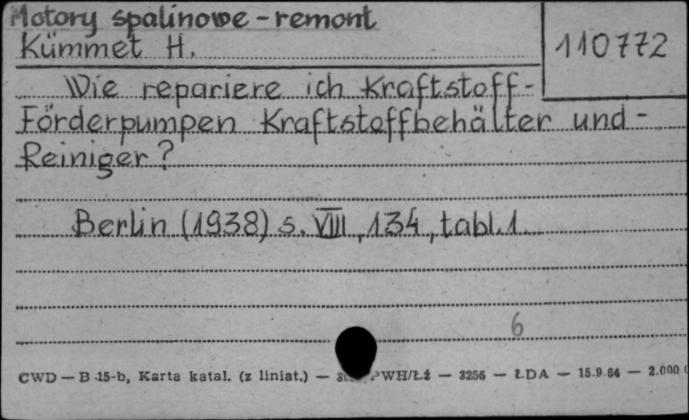 Motory spalinowe - remont
Kümmet H.
110772
Wie repariere ich Kraftstoff-
Förderpumpen Kraftstoffbehälter und -
Reiniger?
Berlin (1938) s. VIII, 134, tabl. 1.
6
CWD — B 15-b, Karta katal. (z liniat.) — PWH/Łź — 3256 — ŁDA — 15.9.64 — 2.000